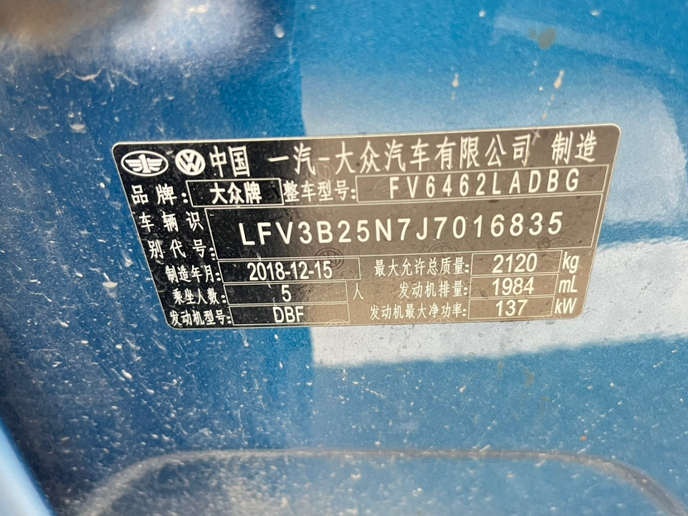 中国 一汽-大众汽车有限公司 制造
品牌: 大众牌 整车型号: FV6462LADBG
车辆识别代号: LFV3B25N7J7016835
制造年月: 2018-12-15 最大允许总质量: 2120 kg
乘坐人数: 5 人 发动机排量: 1984 mL
发动机型号: DBF 发动机最大净功率: 137 kW